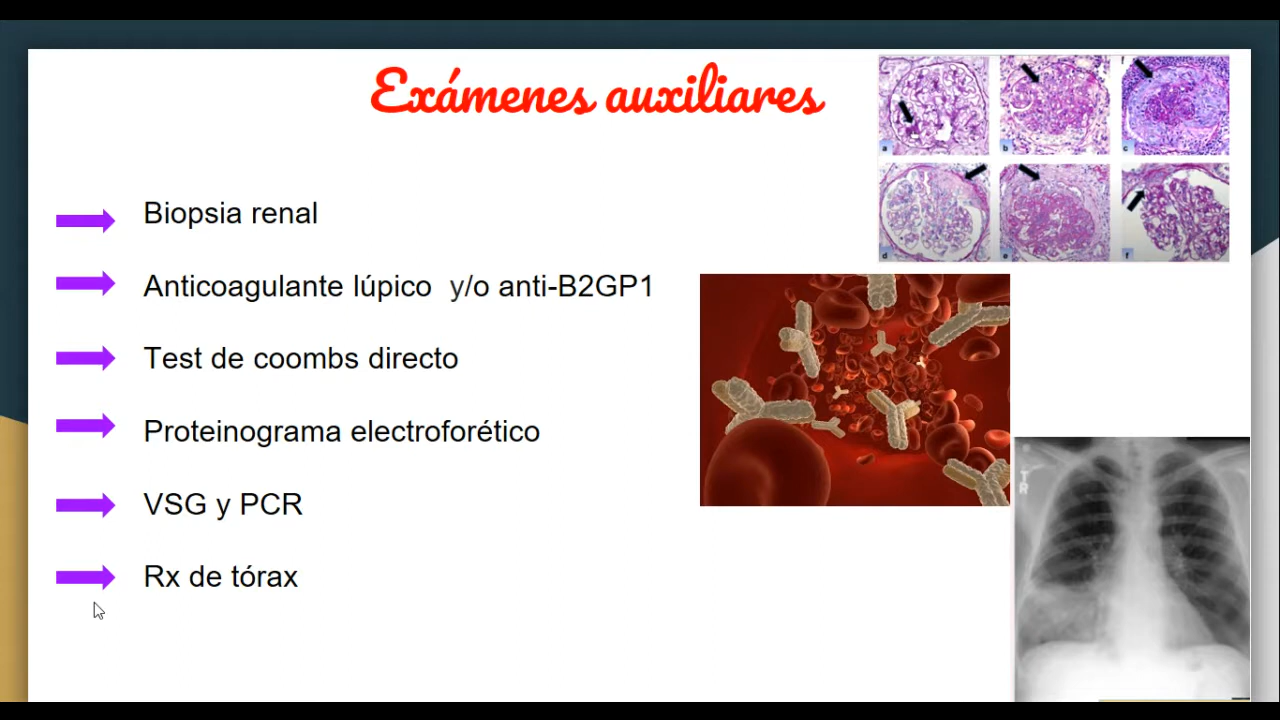 Exámenes auxiliares
Biopsia renal
Anticoagulante lúpico y/o anti-B2GP1
Test de coombs directo
Proteinograma electroforético
VSG y PCR
Rx de tórax
a
b
c
f
d
e
f